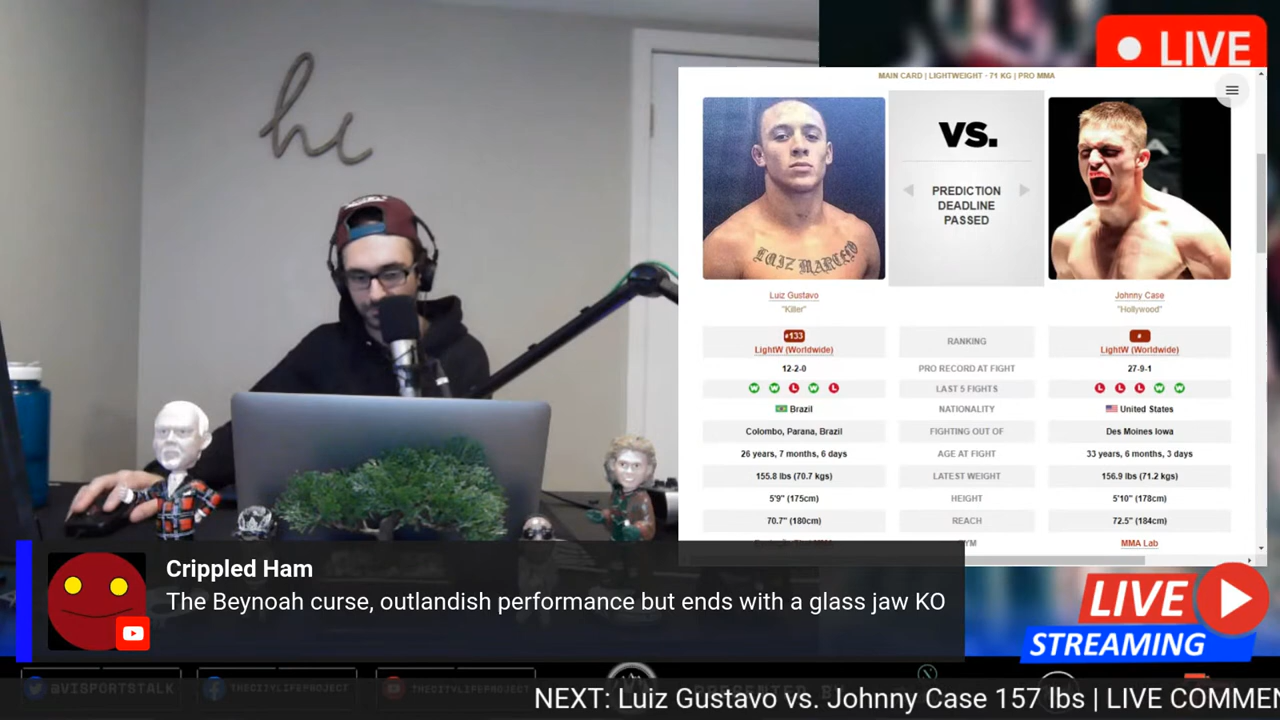 hi
LIVE
MAIN CARD | LIGHTWEIGHT · 71 KG | PRO MMA
VS.
PREDICTION
DEADLINE
PASSED
LUIZ MARCELO
Luiz Gustavo
"Killer"
Johnny Case
"Hollywood"
#133
RANKING
#
LightW (Worldwide)
LightW (Worldwide)
12-2-0
PRO RECORD AT FIGHT
27-9-1
W W L W L
LAST 5 FIGHTS
L L L W W
Brazil
NATIONALITY
United States
Colombo, Parana, Brazil
FIGHTING OUT OF
Des Moines Iowa
26 years, 7 months, 6 days
AGE AT FIGHT
33 years, 6 months, 3 days
155.8 lbs (70.7 kgs)
LATEST WEIGHT
156.9 lbs (71.2 kgs)
5'9" (175cm)
HEIGHT
5'10" (178cm)
70.7" (180cm)
REACH
72.5" (184cm)
MMA Lab
Crippled Ham
The Beynoah curse, outlandish performance but ends with a glass jaw KO
LIVE
STREAMING
@VISPORTSTALK
THECITYLIFEPROJECT
THECITYLIFEPROJECT
PRESENTED BY
NEXT: Luiz Gustavo vs. Johnny Case 157 lbs | LIVE COMMEN